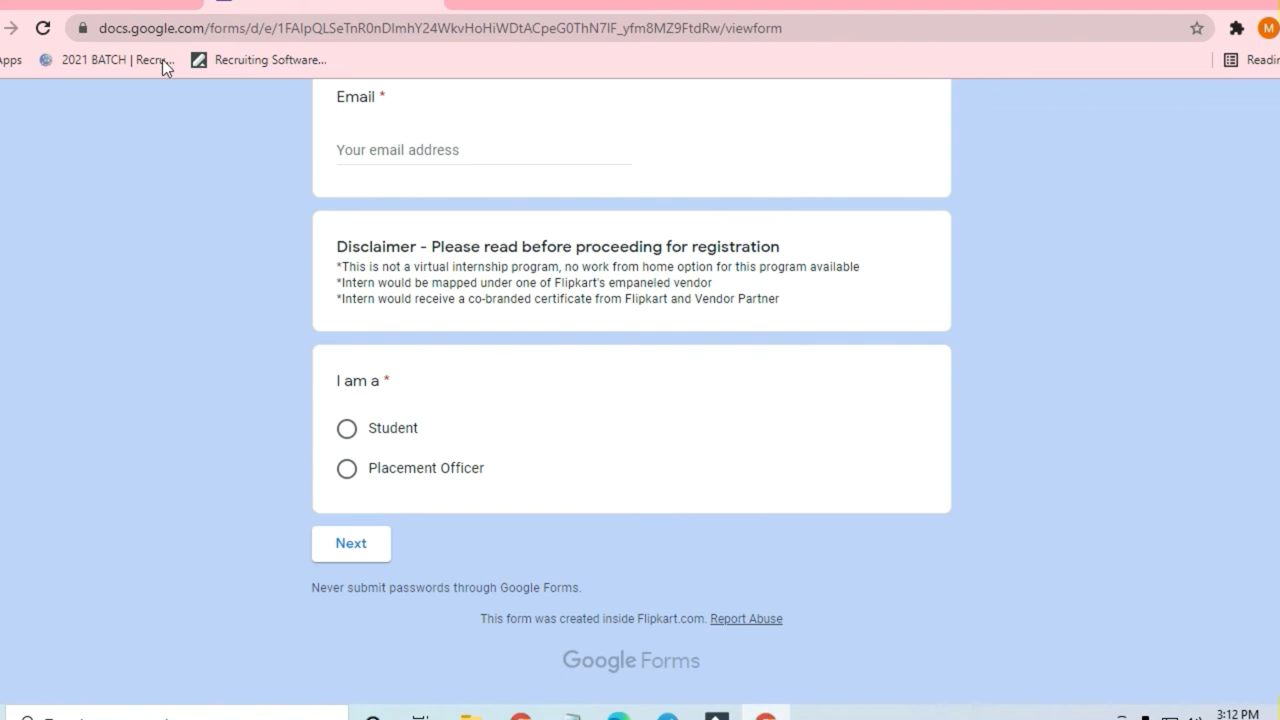 docs.google.com/forms/d/e/1FAIpQLSeTnR0nDImhY24WkvHoHiWDtACpeG0ThN7lF_yfm8MZ9FtdRw/viewform
M
2021 BATCH | Recru...
Recruiting Software...
Email *
Your email address
Disclaimer - Please read before proceeding for registration
*This is not a virtual internship program, no work from home option for this program available
*Intern would be mapped under one of Flipkart's empaneled vendor
*Intern would receive a co-branded certificate from Flipkart and Vendor Partner
I am a *
Student
Placement Officer
Next
Never submit passwords through Google Forms.
This form was created inside Flipkart.com. Report Abuse
Google Forms
3:12 PM